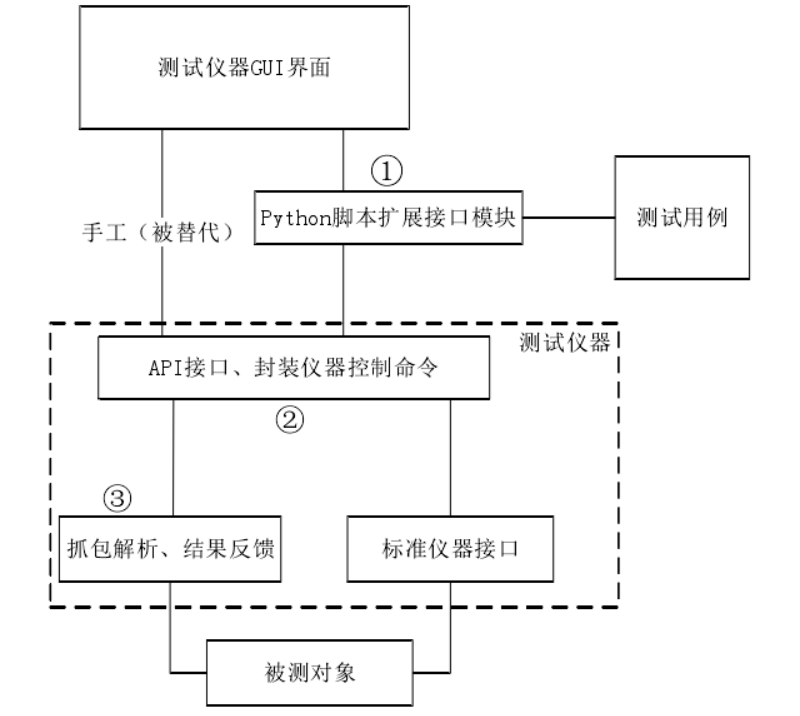 测试仪器GUI界面
①
Python脚本扩展接口模块
测试用例
手工（被替代）
测试仪器
API接口、封装仪器控制命令
②
③
抓包解析、结果反馈
标准仪器接口
被测对象